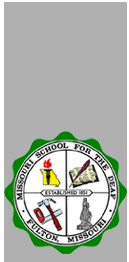 MISSOURI SCHOOL FOR THE DEAF
ESTABLISHED 1851
FULTON, MISSOURI